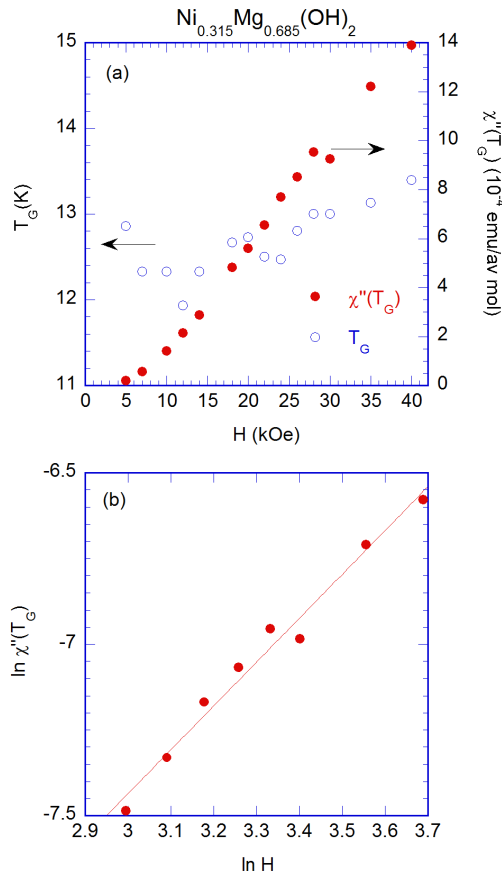 Ni0.315Mg0.685(OH)2
(a)
15
14
13
12
11
TG(K)
14
12
10
8
6
4
2
0
χ''(TG) (10-4 emu/av mol)
χ''(TG)
TG
0 5 10 15 20 25 30 35 40
H (kOe)
(b)
-6.5
-7
-7.5
ln χ''(TG)
2.9 3 3.1 3.2 3.3 3.4 3.5 3.6 3.7
ln H